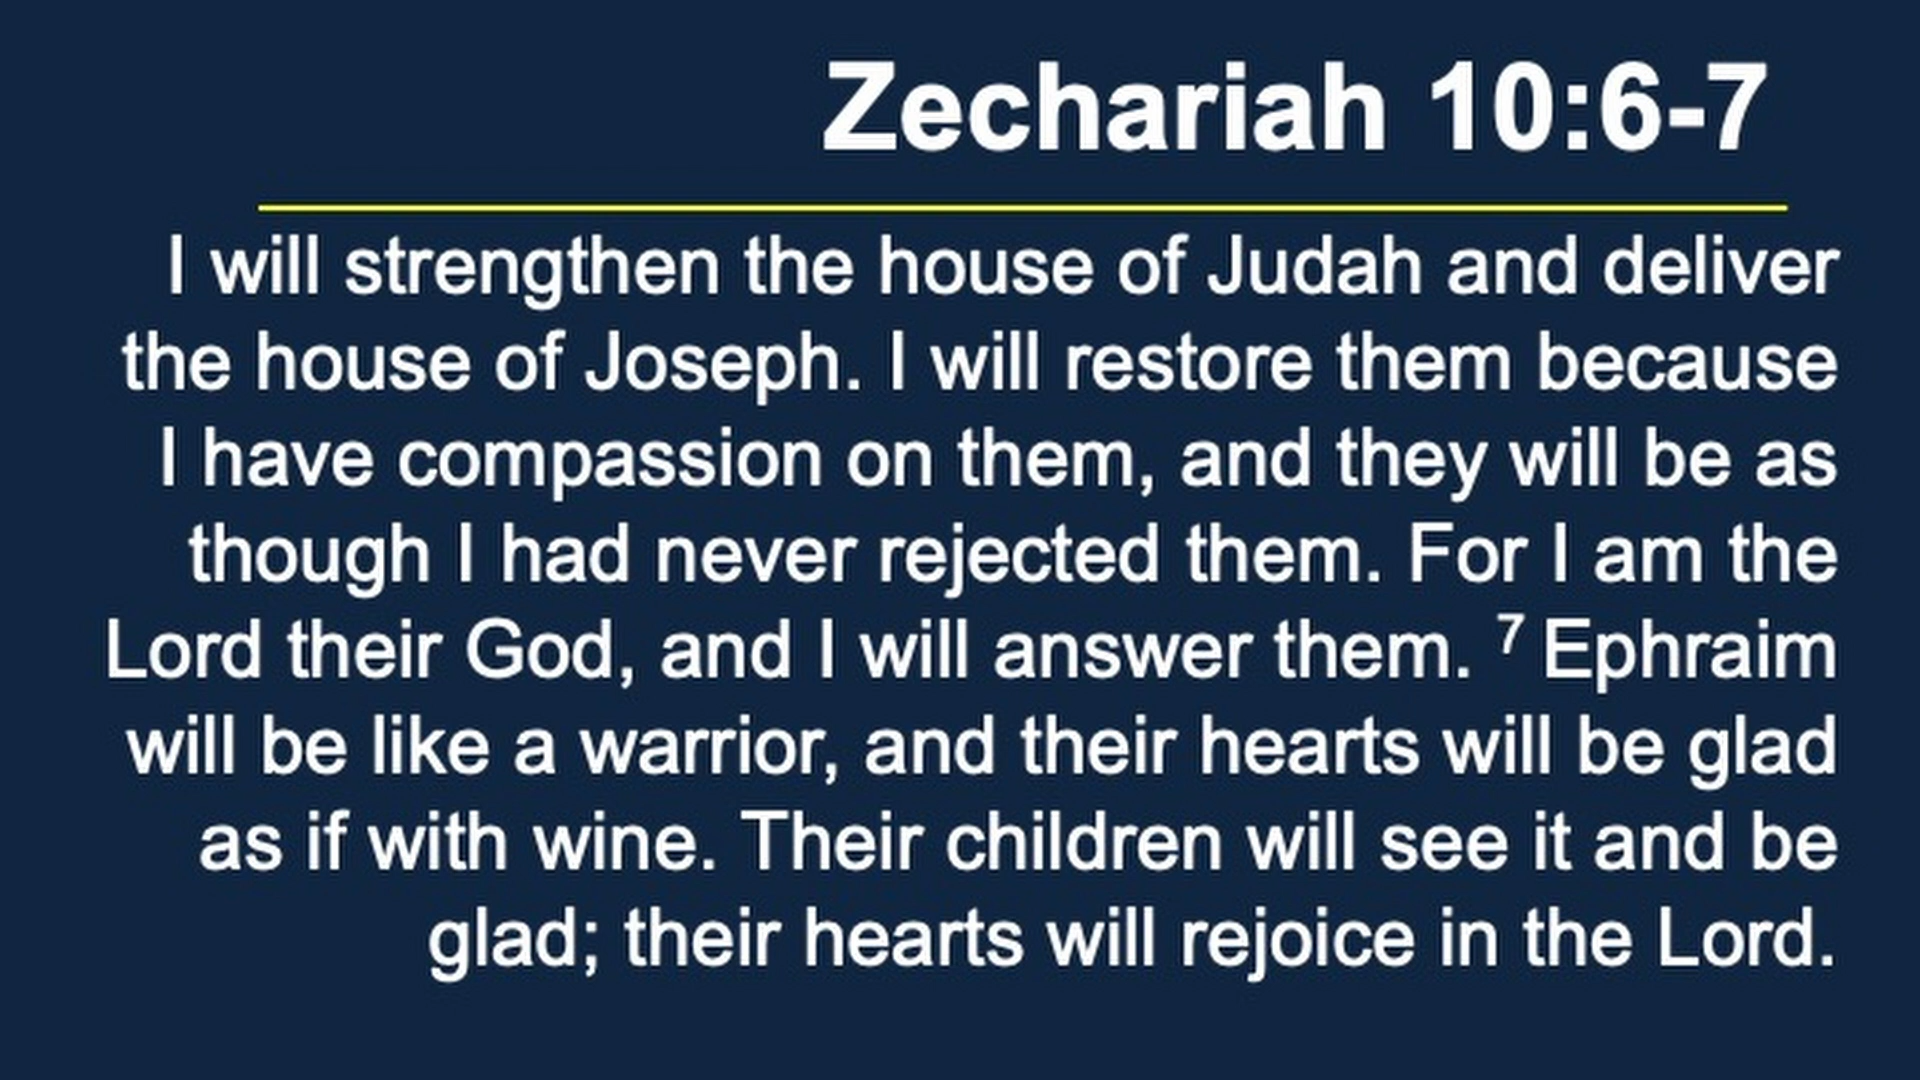 Zechariah 10:6-7
I will strengthen the house of Judah and deliver
the house of Joseph. I will restore them because
I have compassion on them, and they will be as
though I had never rejected them. For I am the
Lord their God, and I will answer them. ⁷ Ephraim
will be like a warrior, and their hearts will be glad
as if with wine. Their children will see it and be
glad; their hearts will rejoice in the Lord.